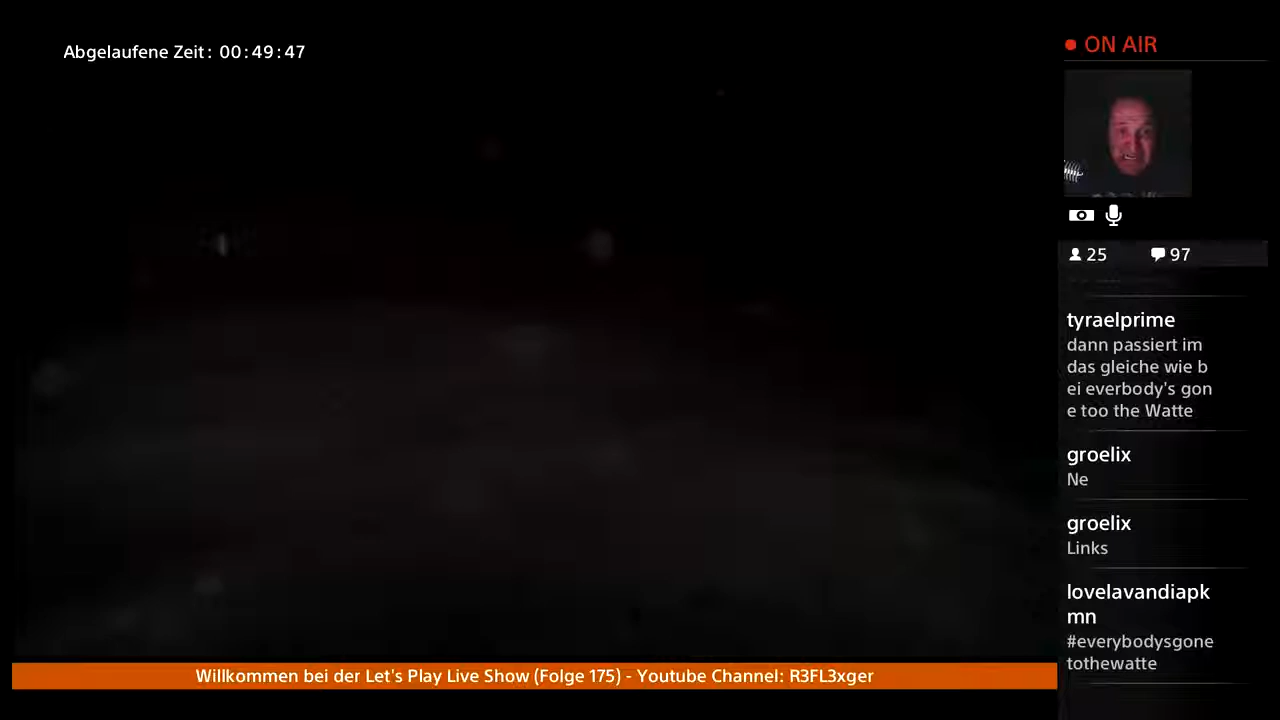 Abgelaufene Zeit: 00:49:47
ON AIR
25 97
tyraelprime
dann passiert im
das gleiche wie b
ei everbody's gon
e too the Watte
groelix
Ne
groelix
Links
lovelavandiapk
mn
#everybodysgone
tothewatte
Willkommen bei der Let's Play Live Show (Folge 175) - Youtube Channel: R3FL3xger